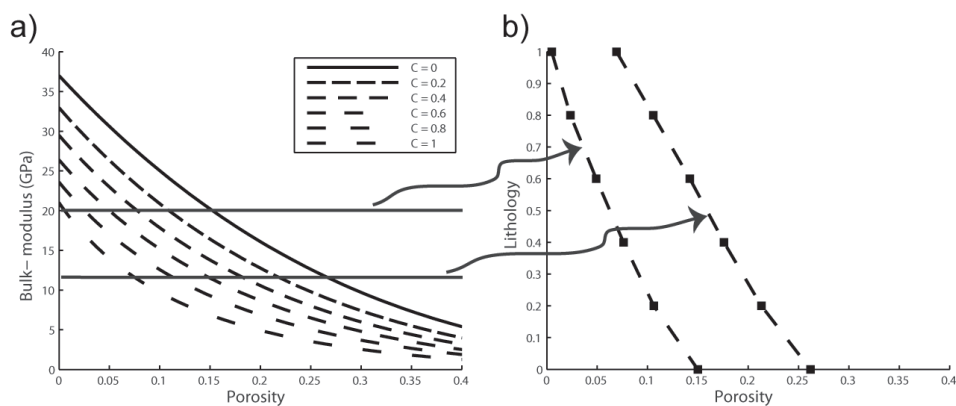 a)
b)
40
35
30
25
20
15
10
5
0
Bulk– modulus (GPa)
C = 0
C = 0.2
C = 0.4
C = 0.6
C = 0.8
C = 1
0 0.05 0.1 0.15 0.2 0.25 0.3 0.35 0.4
Porosity
1
0.9
0.8
0.7
0.6
0.5
0.4
0.3
0.2
0.1
0
Lithology
0 0.05 0.1 0.15 0.2 0.25 0.3 0.35 0.4
Porosity